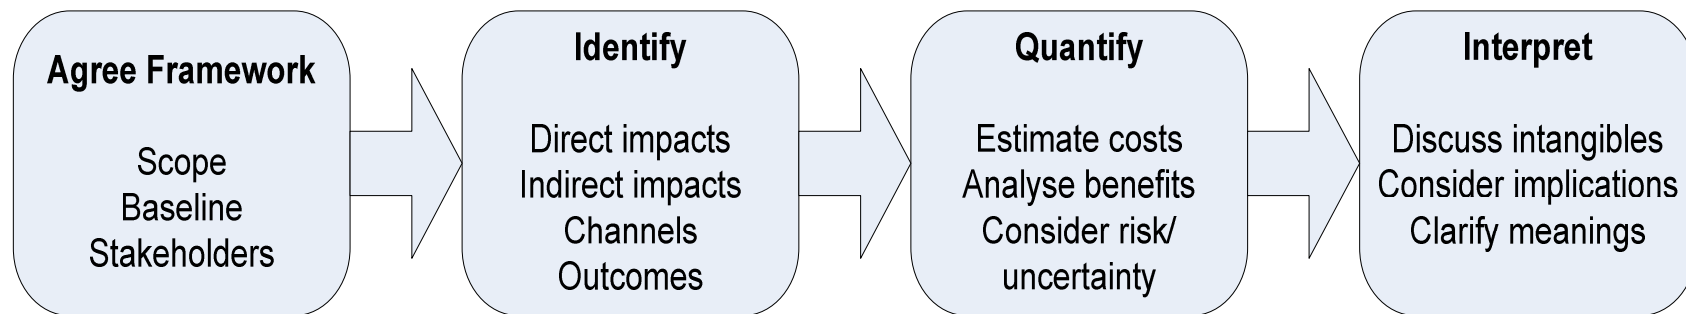 Agree Framework
Scope
Baseline
Stakeholders
Identify
Direct impacts
Indirect impacts
Channels
Outcomes
Quantify
Estimate costs
Analyse benefits
Consider risk/
uncertainty
Interpret
Discuss intangibles
Consider implications
Clarify meanings